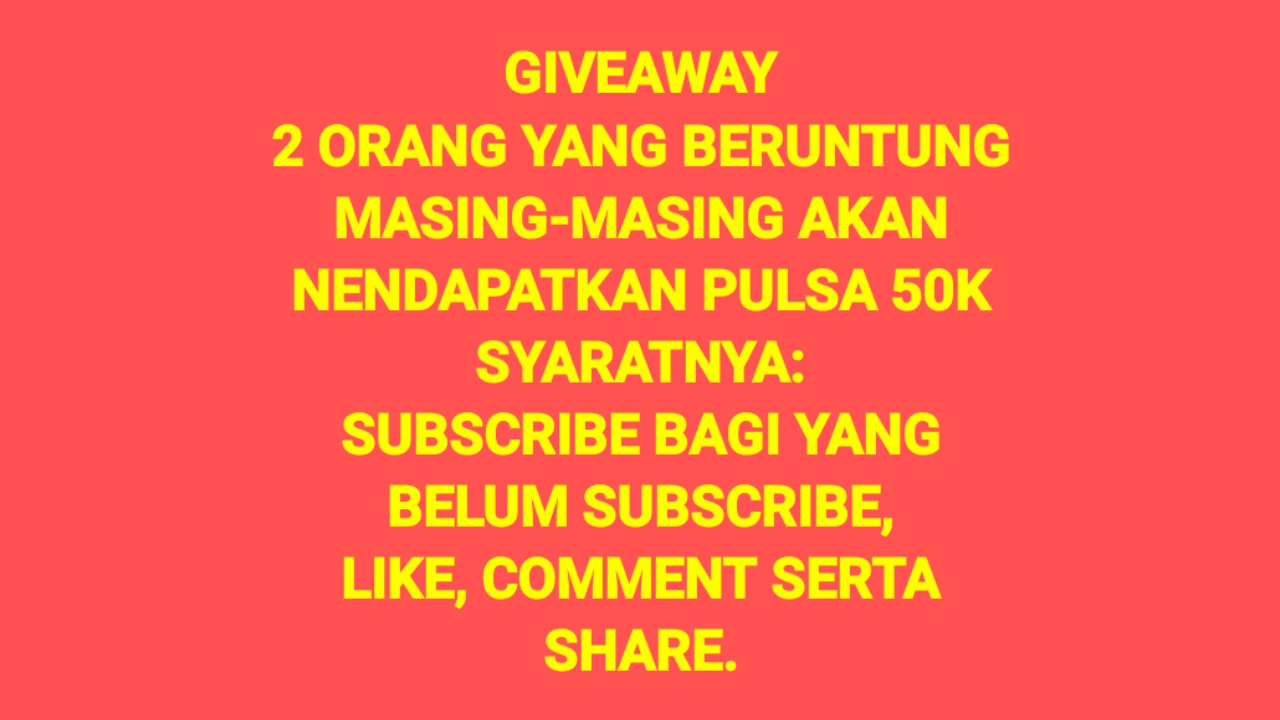 GIVEAWAY
2 ORANG YANG BERUNTUNG
MASING-MASING AKAN
NENDAPATKAN PULSA 50K
SYARATNYA:
SUBSCRIBE BAGI YANG
BELUM SUBSCRIBE,
LIKE, COMMENT SERTA
SHARE.